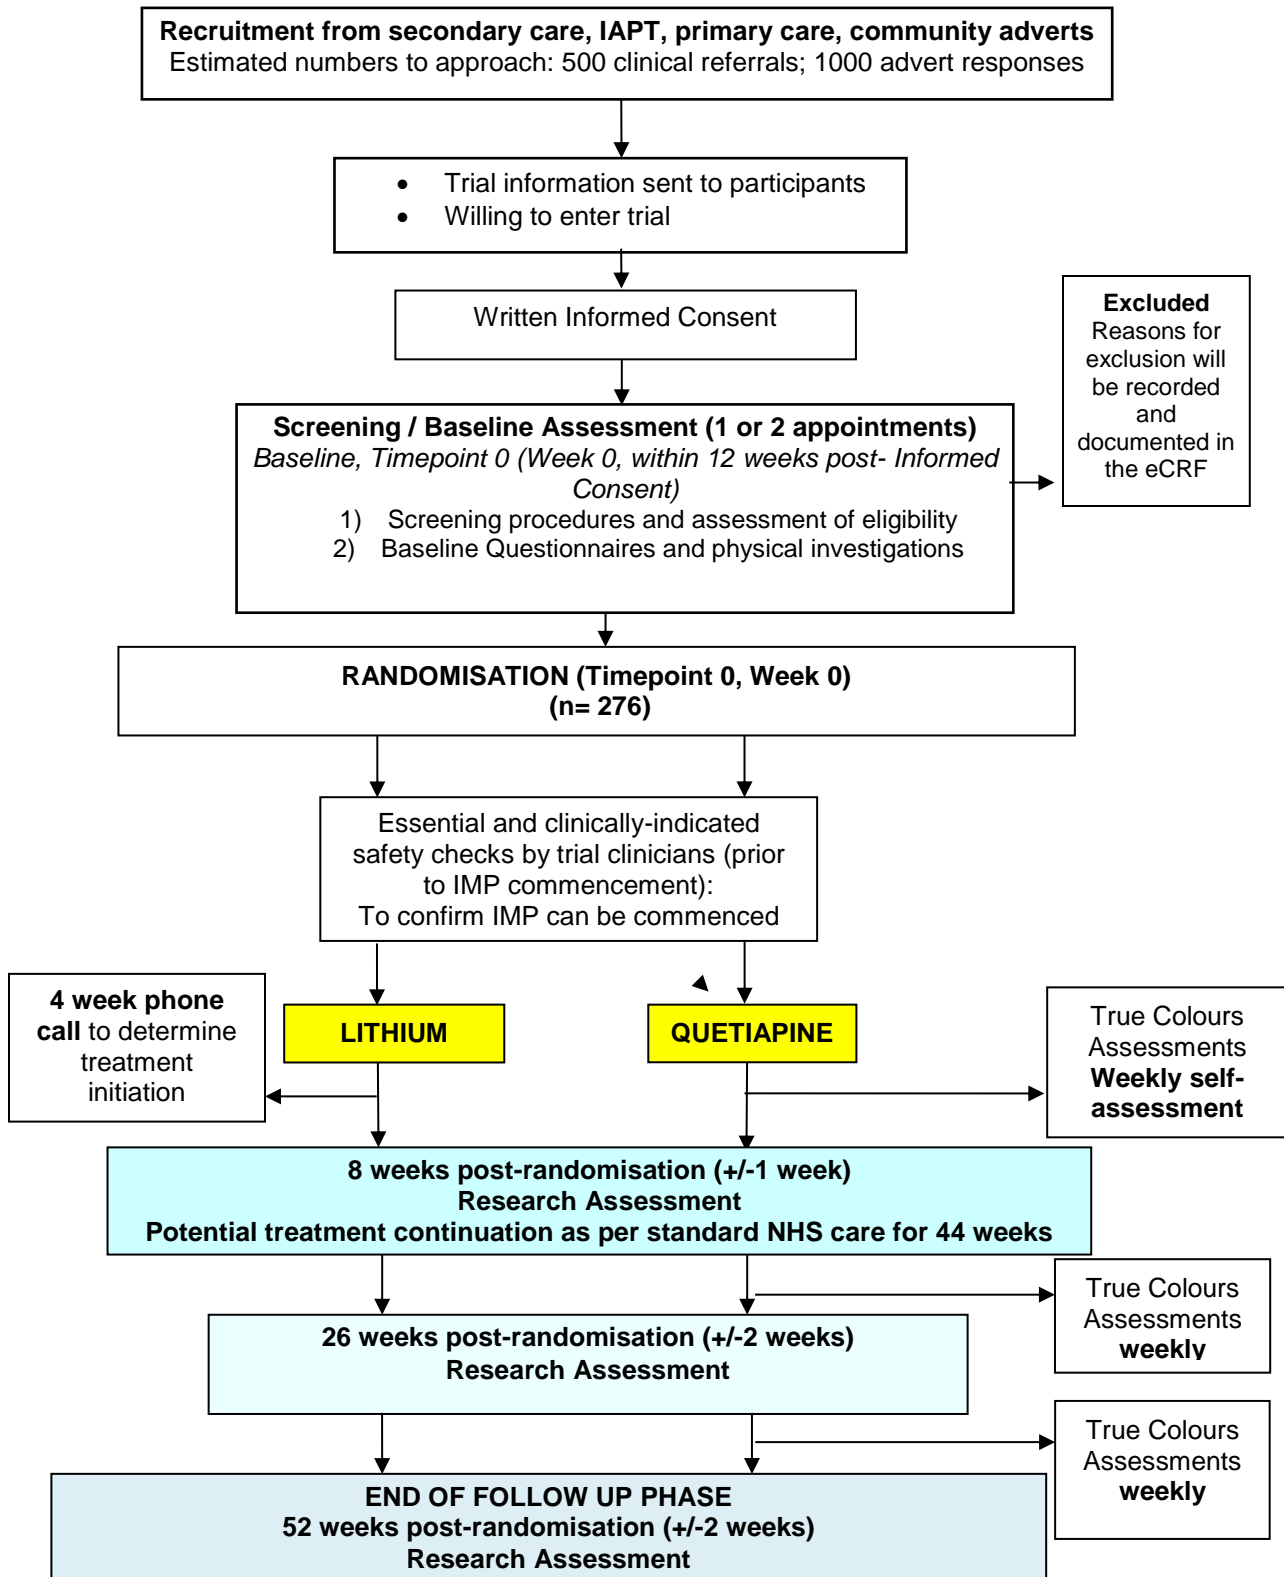 Recruitment from secondary care, IAPT, primary care, community adverts
Estimated numbers to approach: 500 clinical referrals; 1000 advert responses
• Trial information sent to participants
• Willing to enter trial
Written Informed Consent
Excluded
Reasons for
exclusion will
be recorded
and
documented in
the eCRF
Screening / Baseline Assessment (1 or 2 appointments)
Baseline, Timepoint 0 (Week 0, within 12 weeks post- Informed
Consent)
1) Screening procedures and assessment of eligibility
2) Baseline Questionnaires and physical investigations
RANDOMISATION (Timepoint 0, Week 0)
(n= 276)
Essential and clinically-indicated
safety checks by trial clinicians (prior
to IMP commencement):
To confirm IMP can be commenced
4 week phone
call to determine
treatment
initiation
LITHIUM
QUETIAPINE
True Colours
Assessments
Weekly self-
assessment
8 weeks post-randomisation (+/-1 week)
Research Assessment
Potential treatment continuation as per standard NHS care for 44 weeks
True Colours
Assessments
weekly
26 weeks post-randomisation (+/-2 weeks)
Research Assessment
True Colours
Assessments
weekly
END OF FOLLOW UP PHASE
52 weeks post-randomisation (+/-2 weeks)
Research Assessment